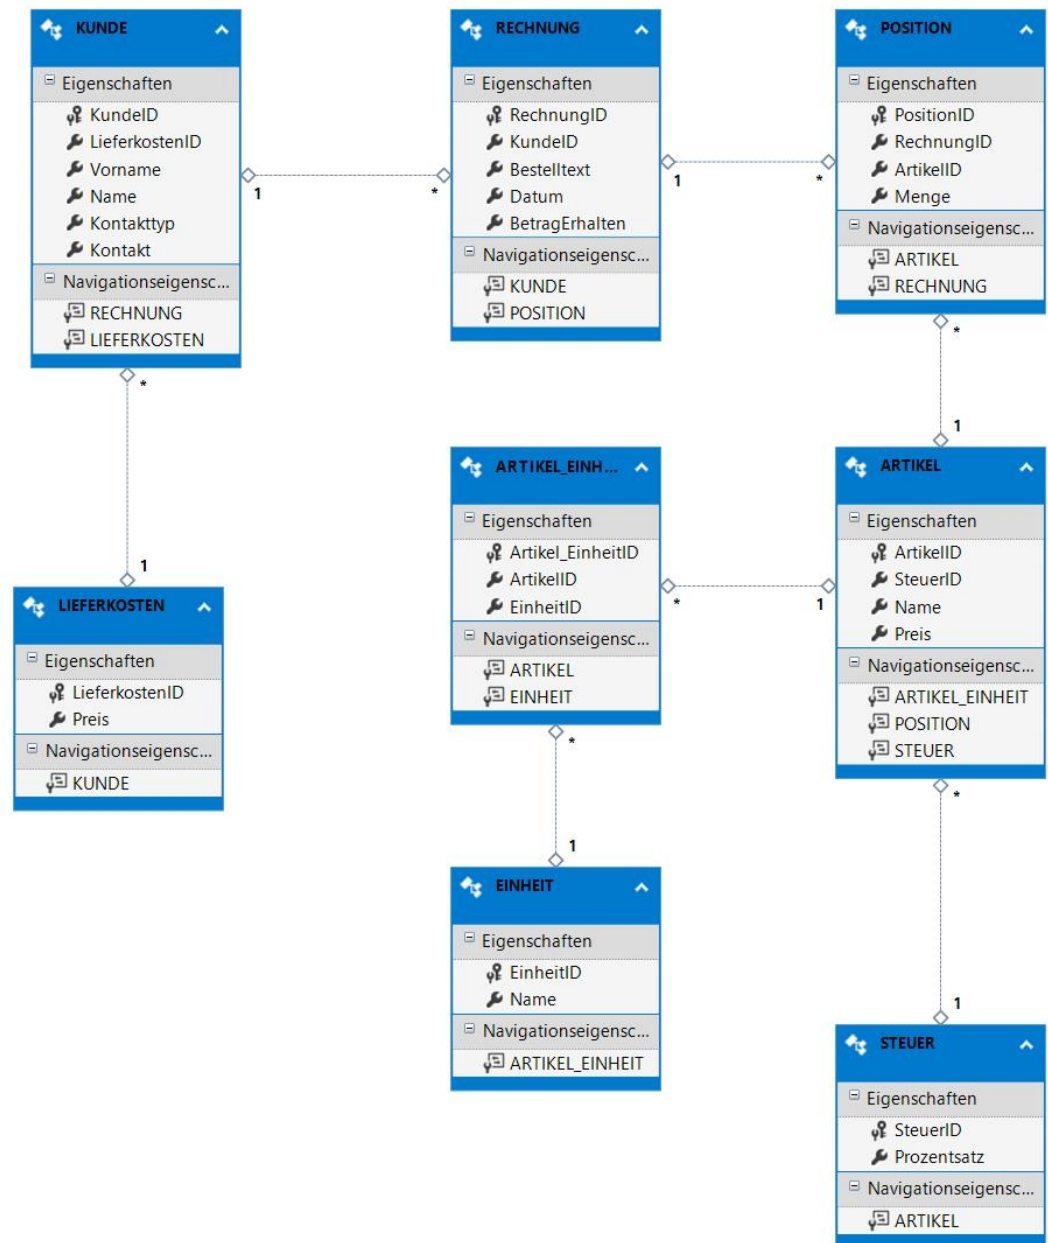 KUNDE
Eigenschaften
KundeID
LieferkostenID
Vorname
Name
Kontakttyp
Kontakt
Navigationseigensc...
RECHNUNG
LIEFERKOSTEN
RECHNUNG
Eigenschaften
RechnungID
KundeID
Bestelltext
Datum
BetragErhalten
Navigationseigensc...
KUNDE
POSITION
POSITION
Eigenschaften
PositionID
RechnungID
ArtikelID
Menge
Navigationseigensc...
ARTIKEL
RECHNUNG
1
*
1
*
*
1
*
1
LIEFERKOSTEN
Eigenschaften
LieferkostenID
Preis
Navigationseigensc...
KUNDE
ARTIKEL_EINH...
Eigenschaften
Artikel_EinheitID
ArtikelID
EinheitID
Navigationseigensc...
ARTIKEL
EINHEIT
*
1
ARTIKEL
Eigenschaften
ArtikelID
SteuerID
Name
Preis
Navigationseigensc...
ARTIKEL_EINHEIT
POSITION
STEUER
*
1
EINHEIT
Eigenschaften
EinheitID
Name
Navigationseigensc...
ARTIKEL_EINHEIT
*
1
STEUER
Eigenschaften
SteuerID
Prozentsatz
Navigationseigensc...
ARTIKEL